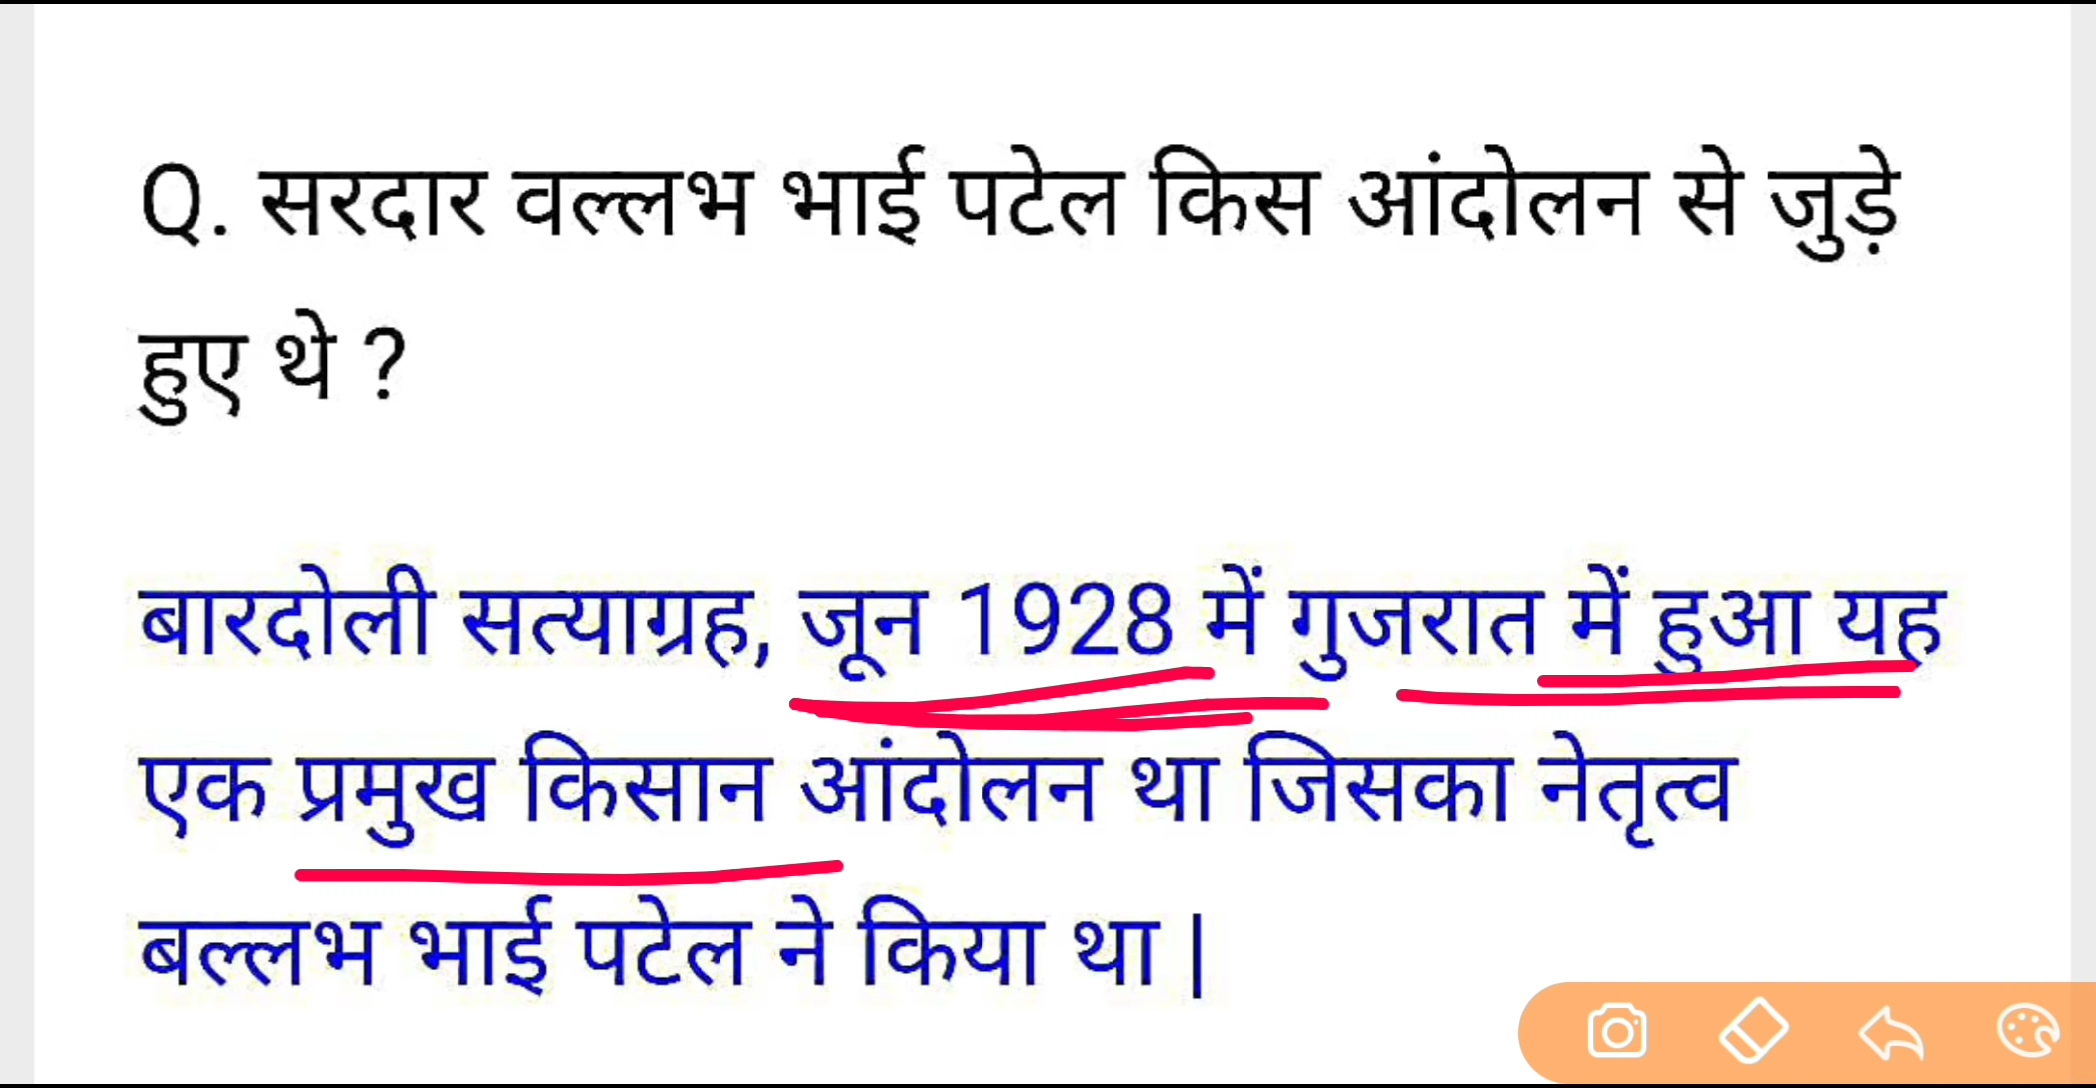 Q. सरदार वल्लभ भाई पटेल किस आंदोलन से जुड़े
हुए थे ?
बारदोली सत्याग्रह, जून 1928 में गुजरात में हुआ यह
एक प्रमुख किसान आंदोलन था जिसका नेतृत्व
बल्लभ भाई पटेल ने किया था |